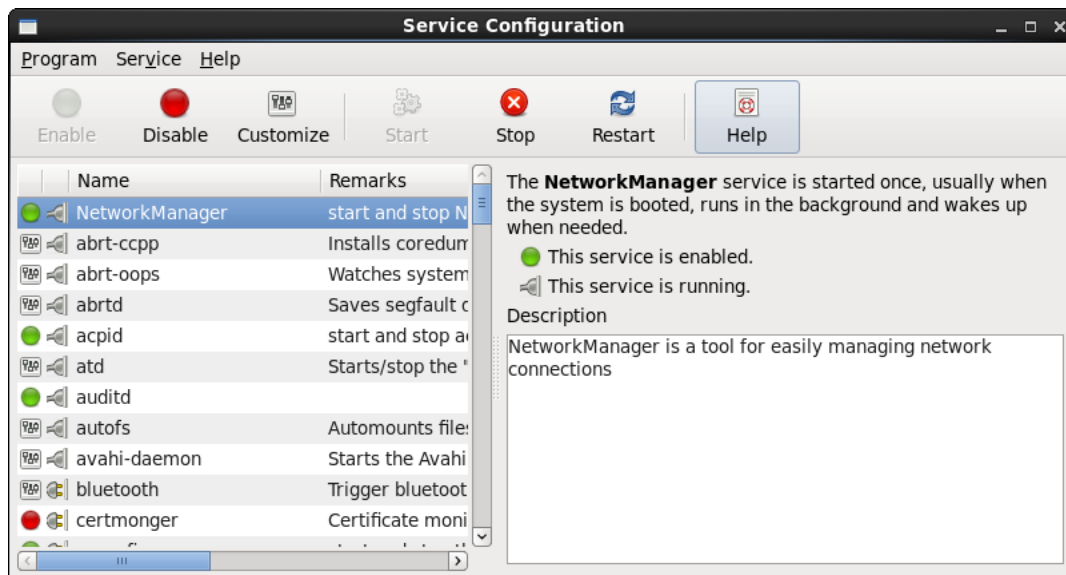 Service Configuration
Program Service Help
Enable Disable Customize Start Stop Restart Help
Name Remarks
NetworkManager start and stop N
abrt-ccpp Installs coredum
abrt-oops Watches system
abrtd Saves segfault
acpid start and stop
atd Starts/stop the "
auditd
autofs Automounts file
avahi-daemon Starts the Avahi
bluetooth Trigger bluetoot
certmonger Certificate moni
The NetworkManager service is started once, usually when
the system is booted, runs in the background and wakes up
when needed.
This service is enabled.
This service is running.
Description
NetworkManager is a tool for easily managing network
connections